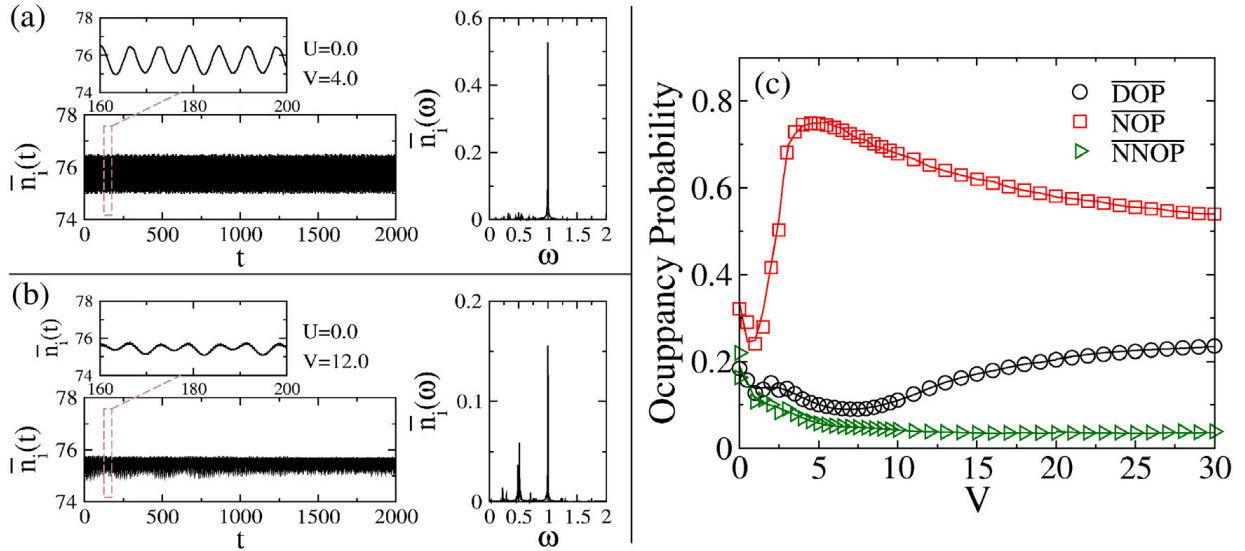 (a)
78
76
74
160 180 200
U=0.0
V=4.0
78
n̅ᵢ(t)
76
74
0 500 1000 1500 2000
t
0.6
0.4
n̅ᵢ(ω)
0.2
0
0 0.5 1 1.5 2
ω
(b)
78
n̅ᵢ(t)
76
74
160 180 200
U=0.0
V=12.0
78
n̅ᵢ(t)
76
74
0 500 1000 1500 2000
t
0.2
n̅ᵢ(ω)
0.1
0
0 0.5 1 1.5 2
ω
(c)
D̅O̅P̅
N̅O̅P̅
N̅N̅O̅P̅
Ocuppancy Probability
0.8
0.6
0.4
0.2
0
0 5 10 15 20 25 30
V